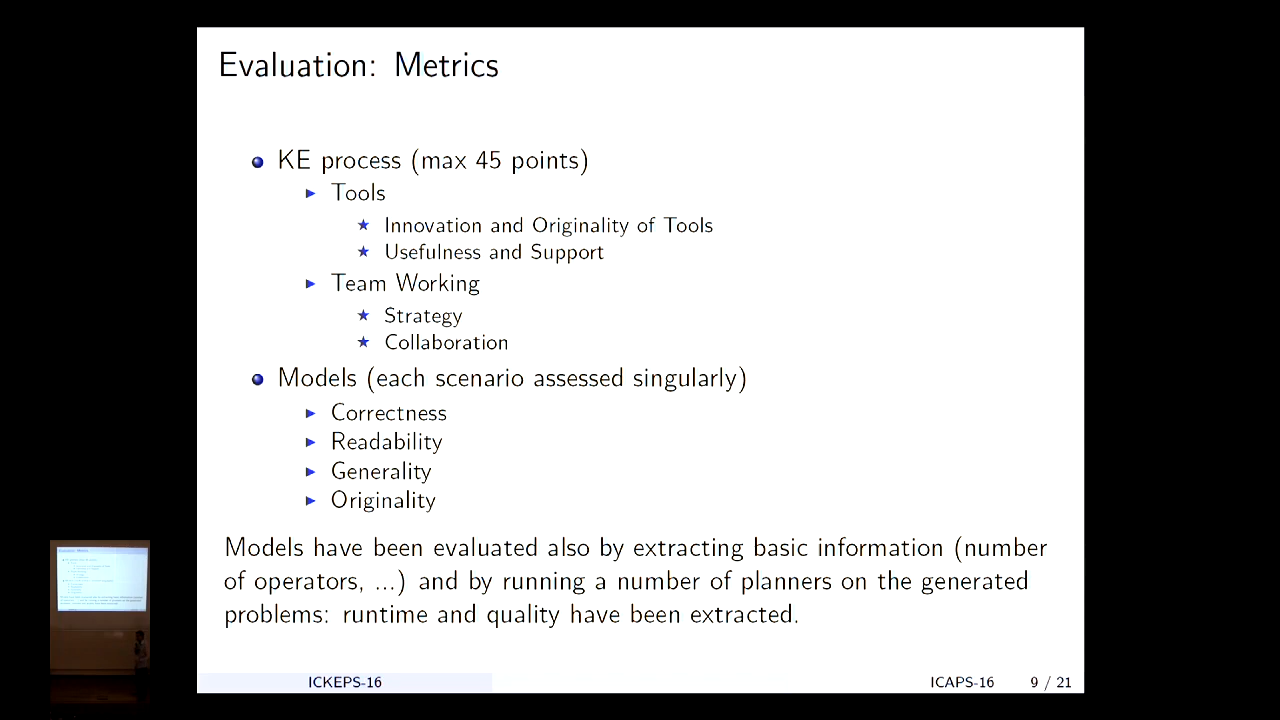 Evaluation: Metrics
KE process (max 45 points)
Tools
Innovation and Originality of Tools
Usefulness and Support
Team Working
Strategy
Collaboration
Models (each scenario assessed singularly)
Correctness
Readability
Generality
Originality
Models have been evaluated also by extracting basic information (number
of operators, ...) and by running a number of planners on the generated
problems: runtime and quality have been extracted.
ICKEPS-16 ICAPS-16 9 / 21